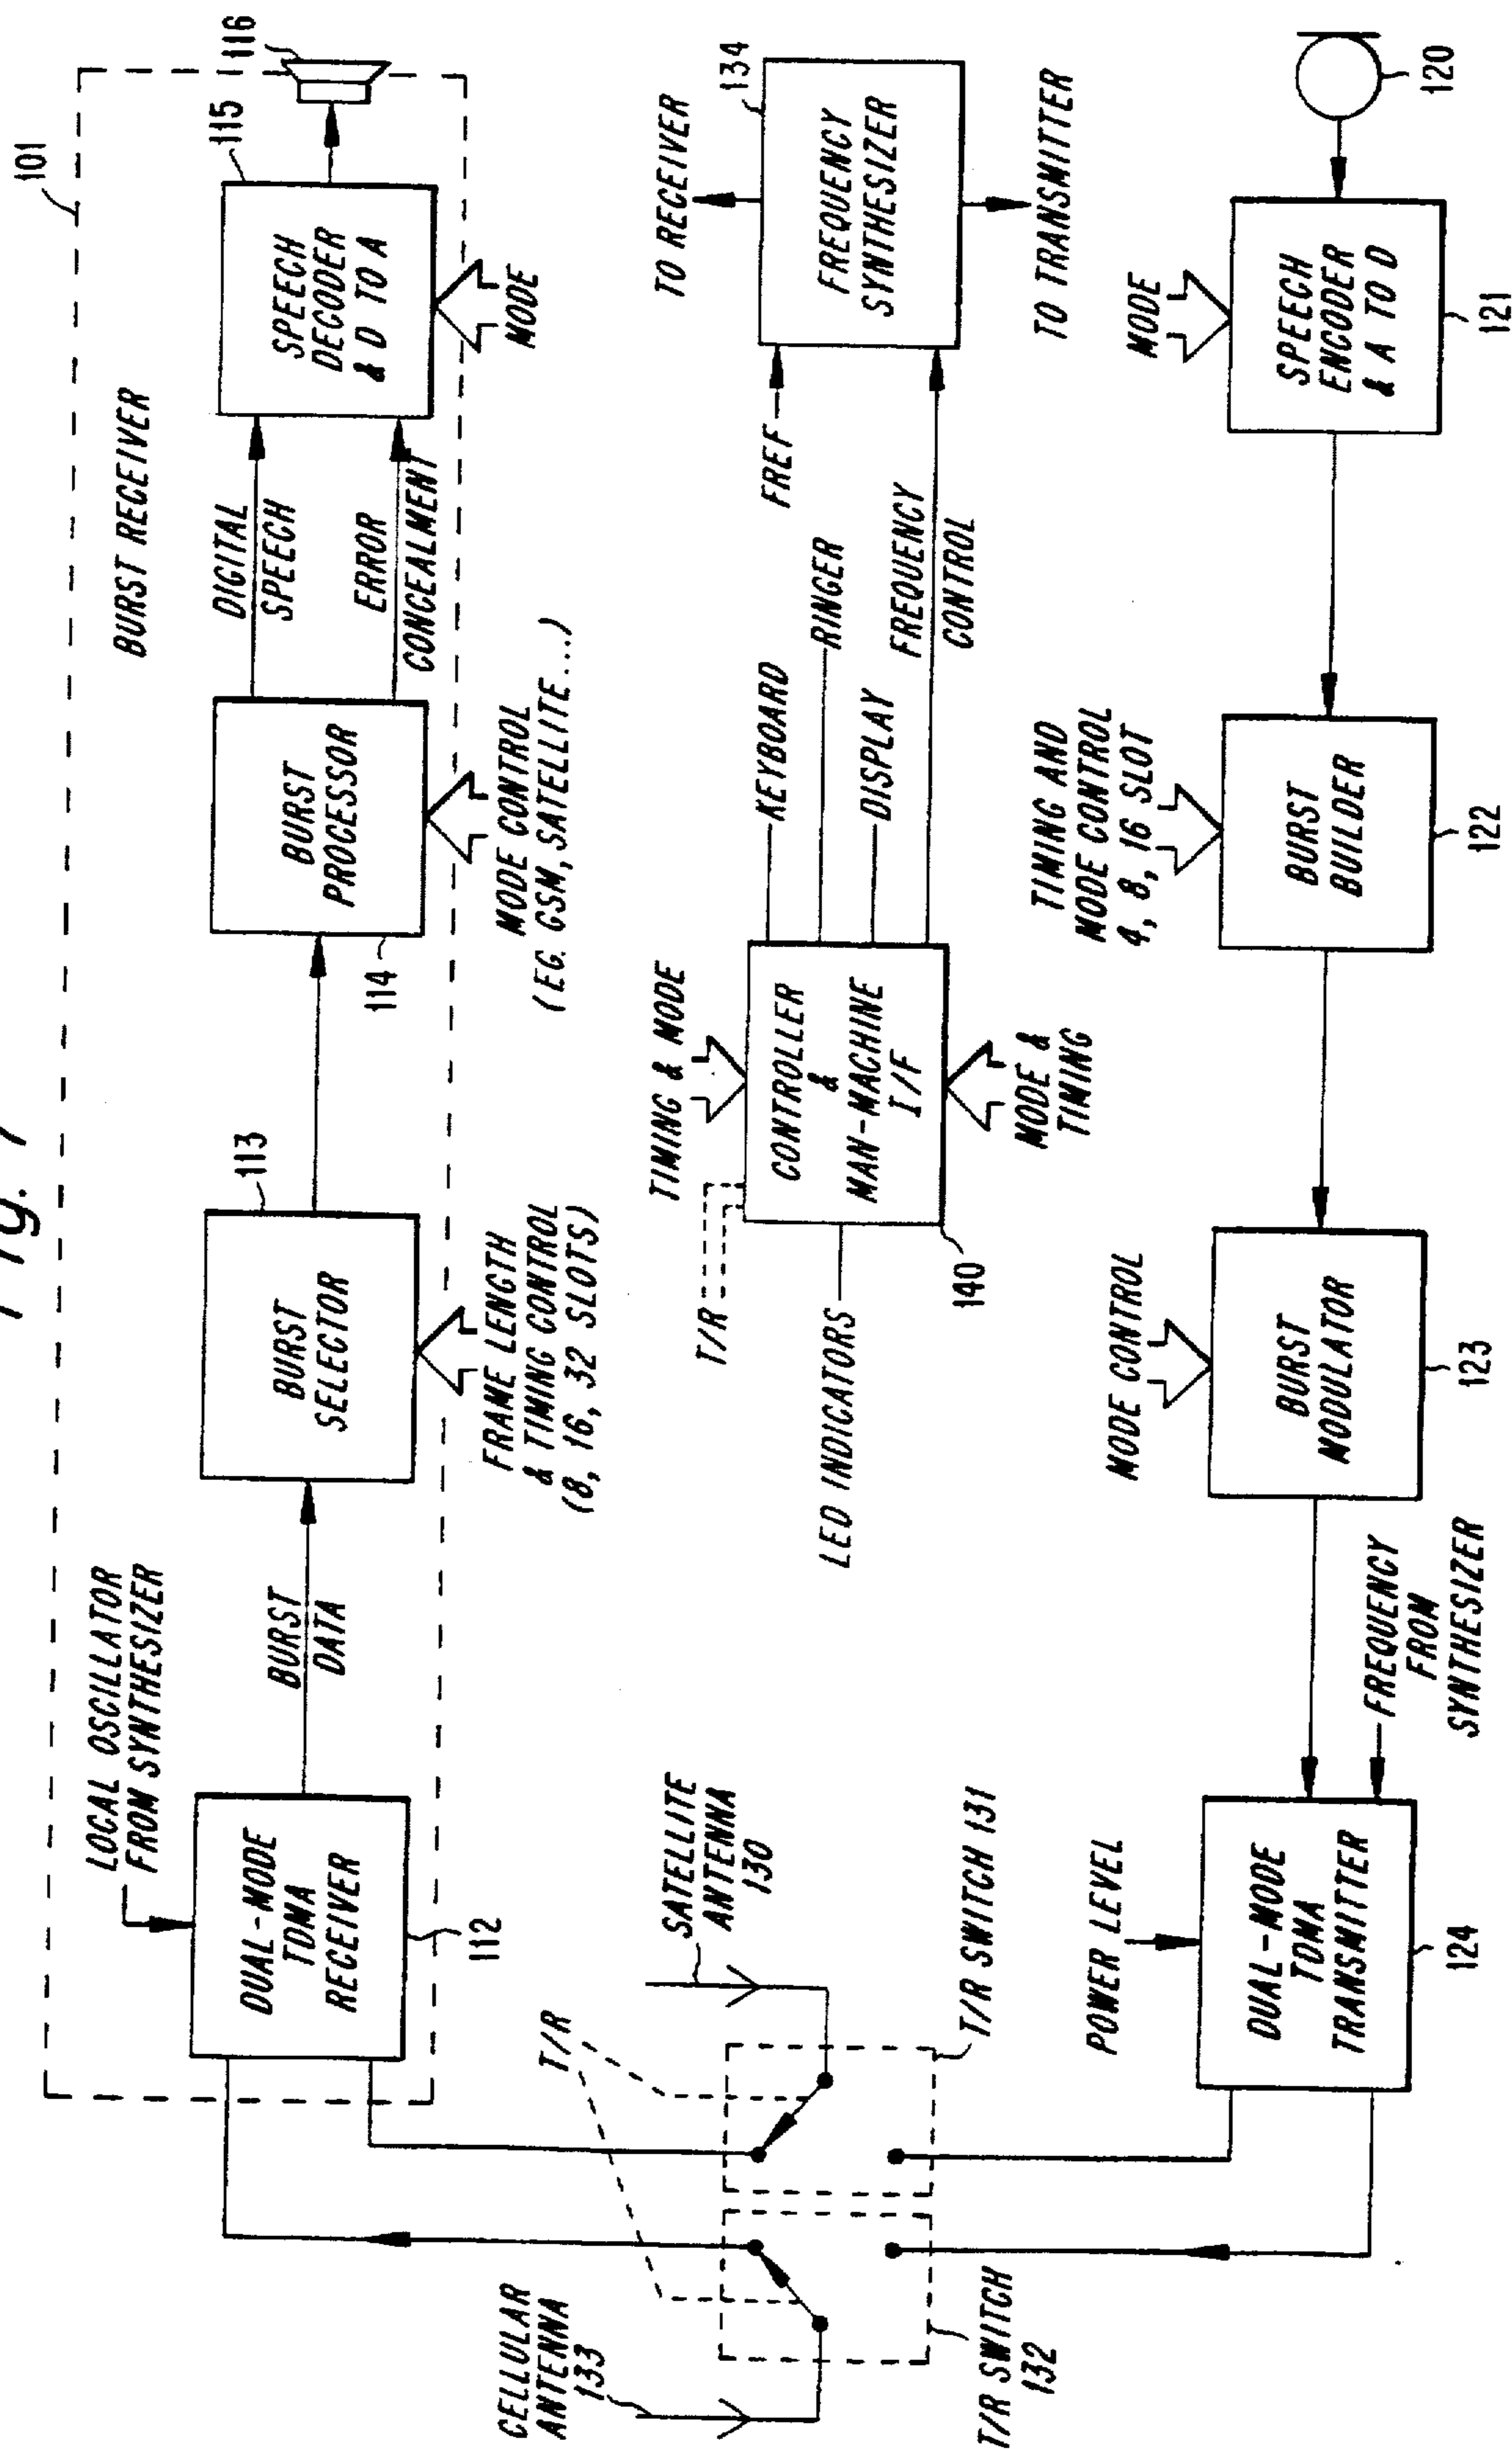 Fig. 7
101
BURST RECEIVER
LOCAL OSCILLATOR
FROM SYNTHESIZER
DUAL-MODE
TDMA
RECEIVER
112
BURST
DATA
BURST
SELECTOR
113
FRAME LENGTH
& TIMING CONTROL
(8, 16, 32 SLOTS)
BURST
PROCESSOR
114
MODE CONTROL
(EG. GSM, SATELLITE...)
DIGITAL
SPEECH
ERROR
CONCEALMENT
SPEECH
DECODER
& D TO A
115
MODE
116
CELLULAR
ANTENNA
133
T/R
SATELLITE
ANTENNA
130
T/R SWITCH 131
T/R SWITCH
132
T/R
TIMING & MODE
LED INDICATORS
CONTROLLER
&
MAN-MACHINE
I/F
140
MODE &
TIMING
KEYBOARD
RINGER
DISPLAY
FREQUENCY
CONTROL
FREF
TO RECEIVER
134
FREQUENCY
SYNTHESIZER
TO TRANSMITTER
POWER LEVEL
DUAL-MODE
TDMA
TRANSMITTER
124
FREQUENCY
FROM
SYNTHESIZER
MODE CONTROL
BURST
MODULATOR
123
TIMING AND
MODE CONTROL
4, 8, 16 SLOT
BURST
BUILDER
122
MODE
SPEECH
ENCODER
& A TO D
121
120